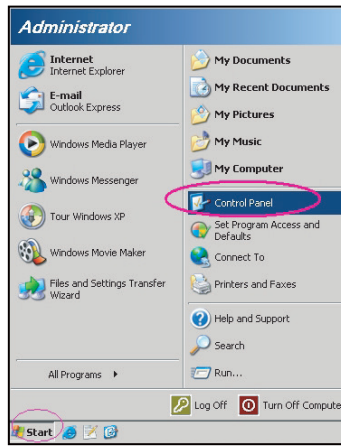 Administrator
Internet
Internet Explorer
E-mail
Outlook Express
Windows Media Player
Windows Messenger
Tour Windows XP
Windows Movie Maker
Files and Settings Transfer
Wizard
All Programs
My Documents
My Recent Documents
My Pictures
My Music
My Computer
Control Panel
Set Program Access and
Defaults
Connect To
Printers and Faxes
Help and Support
Search
Run...
Log Off
Turn Off Compute
Start